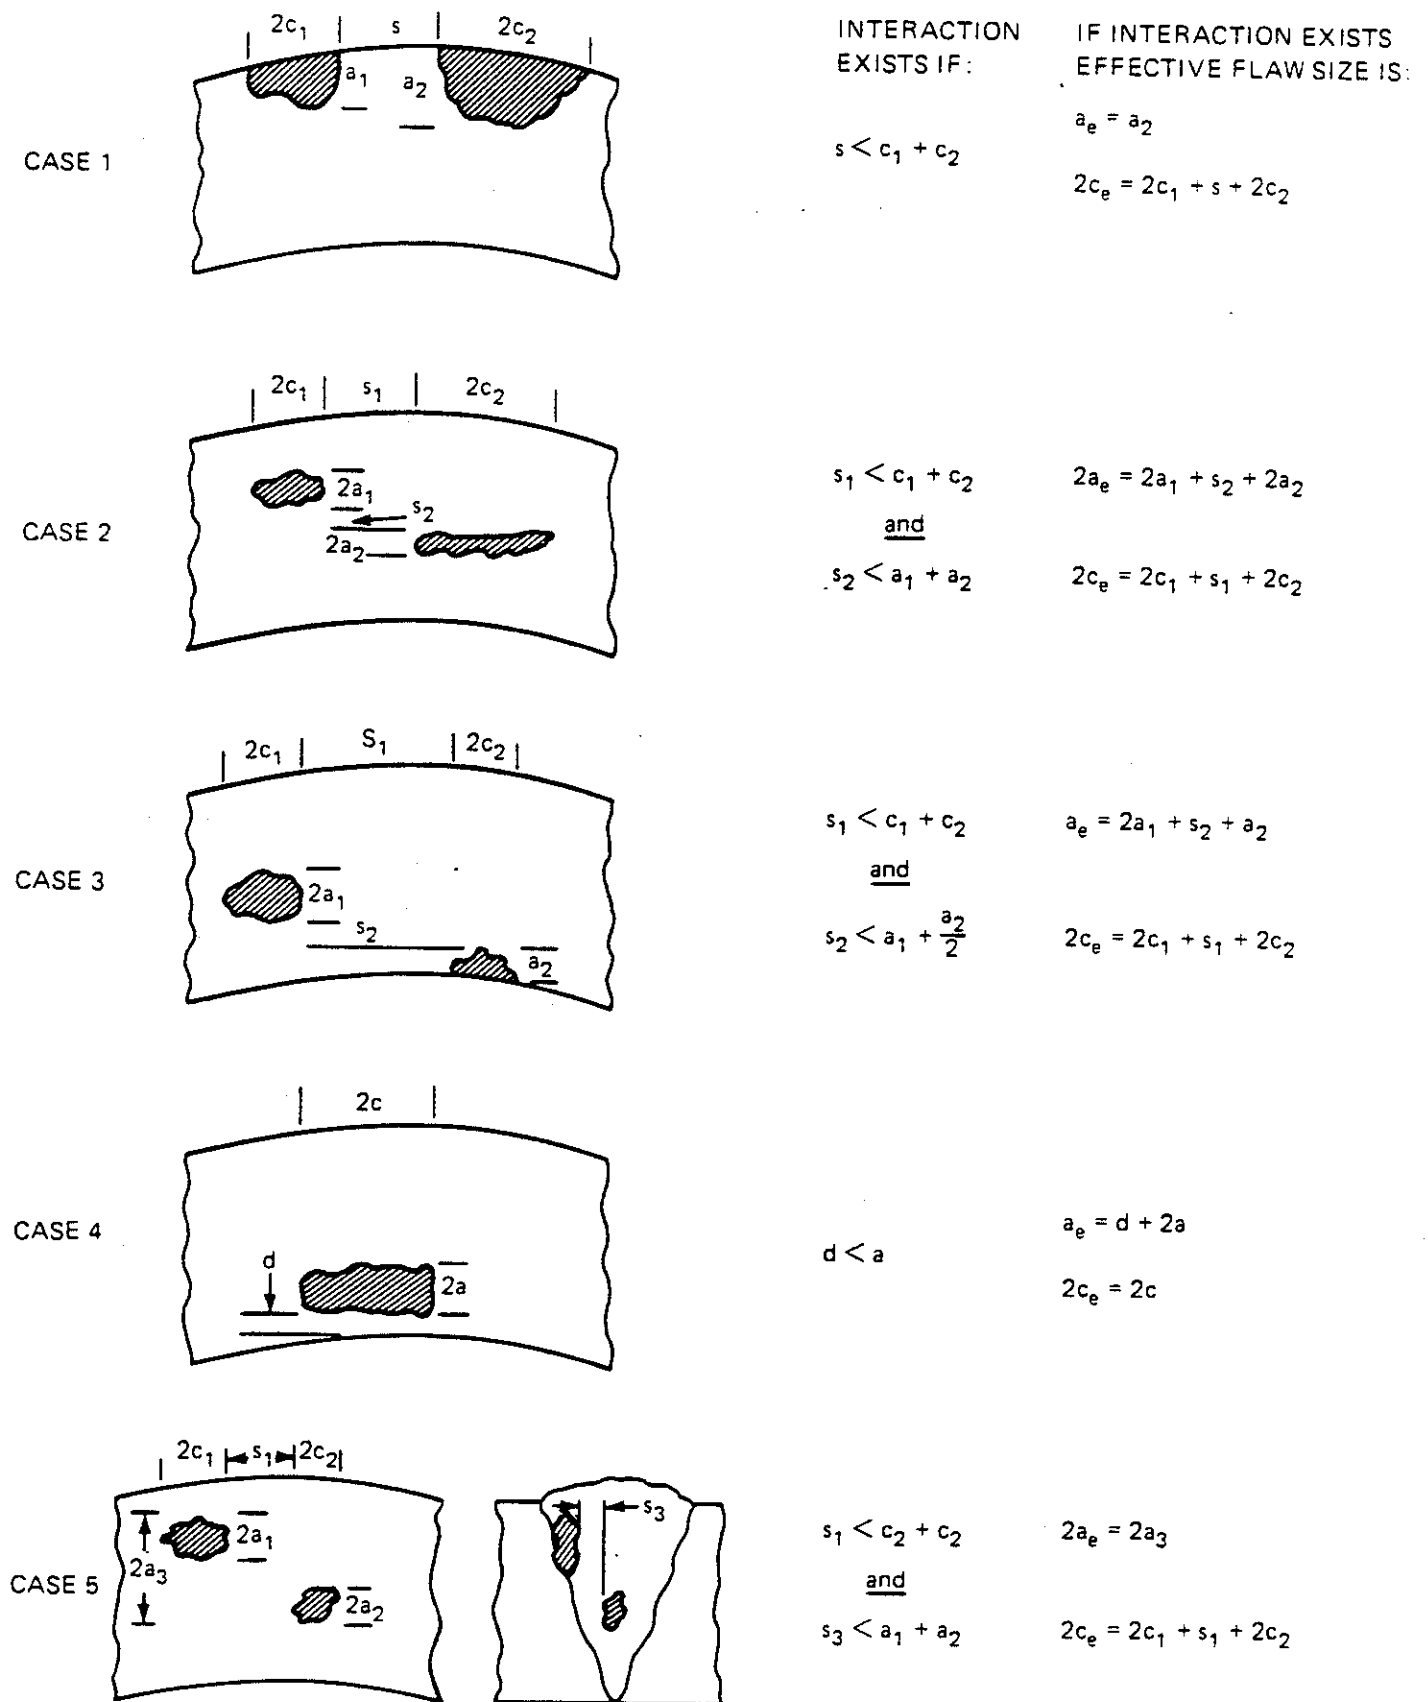 INTERACTION EXISTS IF:
IF INTERACTION EXISTS EFFECTIVE FLAW SIZE IS:
CASE 1
2c₁ s 2c₂
a₁
a₂
s < c₁ + c₂
aₑ = a₂
2cₑ = 2c₁ + s + 2c₂
CASE 2
2c₁ s₁ 2c₂
2a₁
s₂
2a₂
s₁ < c₁ + c₂
and
s₂ < a₁ + a₂
2aₑ = 2a₁ + s₂ + 2a₂
2cₑ = 2c₁ + s₁ + 2c₂
CASE 3
2c₁ S₁ 2c₂
2a₁
s₂
a₂
s₁ < c₁ + c₂
and
s₂ < a₁ + a₂/2
aₑ = 2a₁ + s₂ + a₂
2cₑ = 2c₁ + s₁ + 2c₂
CASE 4
2c
d
2a
d < a
aₑ = d + 2a
2cₑ = 2c
CASE 5
2c₁ s₁ 2c₂
2a₁
2a₃
2a₂
s₃
s₁ < c₂ + c₂
and
s₃ < a₁ + a₂
2aₑ = 2a₃
2cₑ = 2c₁ + s₁ + 2c₂